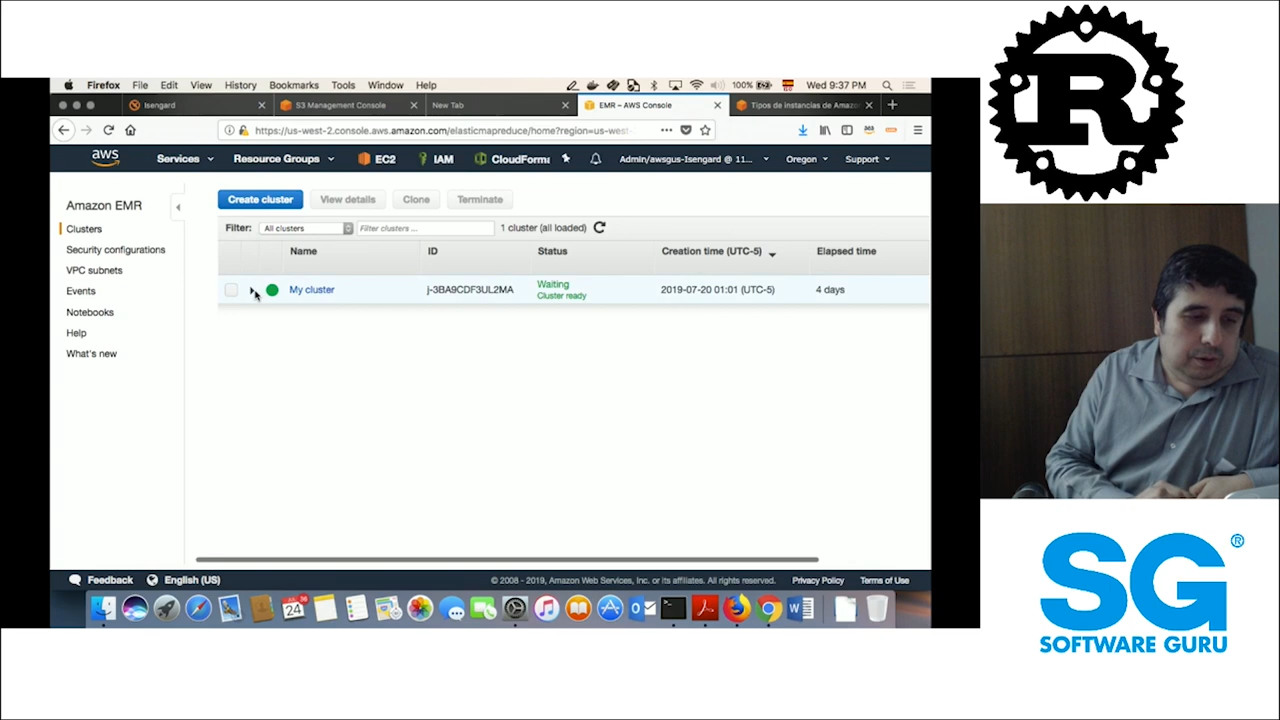 Firefox File Edit View History Bookmarks Tools Window Help 100% Wed 9:37 PM
Isengard S3 Management Console New Tab EMR – AWS Console Tipos de instancias de Amazo
https://us-west-2.console.aws.amazon.com/elasticmapreduce/home?region=us-west-
aws Services Resource Groups EC2 IAM CloudForma Admin/awsgus-Isengard @ 11... Oregon Support
Amazon EMR
Clusters
Security configurations
VPC subnets
Events
Notebooks
Help
What's new
Create cluster View details Clone Terminate
Filter: All clusters Filter clusters ... 1 cluster (all loaded)
Name ID Status Creation time (UTC-5) Elapsed time
My cluster j-3BA9CDF3UL2MA Waiting 2019-07-20 01:01 (UTC-5) 4 days
Cluster ready
Feedback English (US) © 2008 - 2019, Amazon Web Services, Inc. or its affiliates. All rights reserved. Privacy Policy Terms of Use
24
R
SG®
SOFTWARE GURU